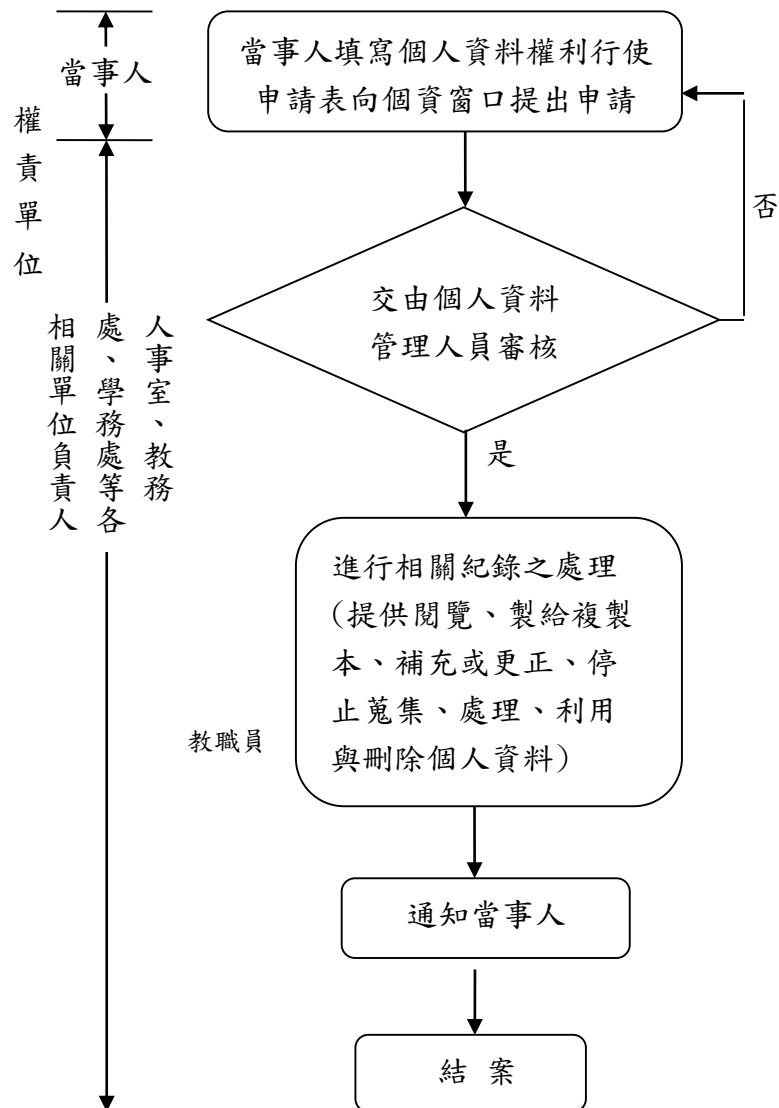 當事人
權責單位
人事室、教務
處、學務處等各
相關單位負責人
當事人填寫個人資料權利行使
申請表向個資窗口提出申請
否
交由個人資料
管理人員審核
是
進行相關紀錄之處理
(提供閱覽、製給複製
本、補充或更正、停
止蒐集、處理、利用
與刪除個人資料)
教職員
通知當事人
結 案